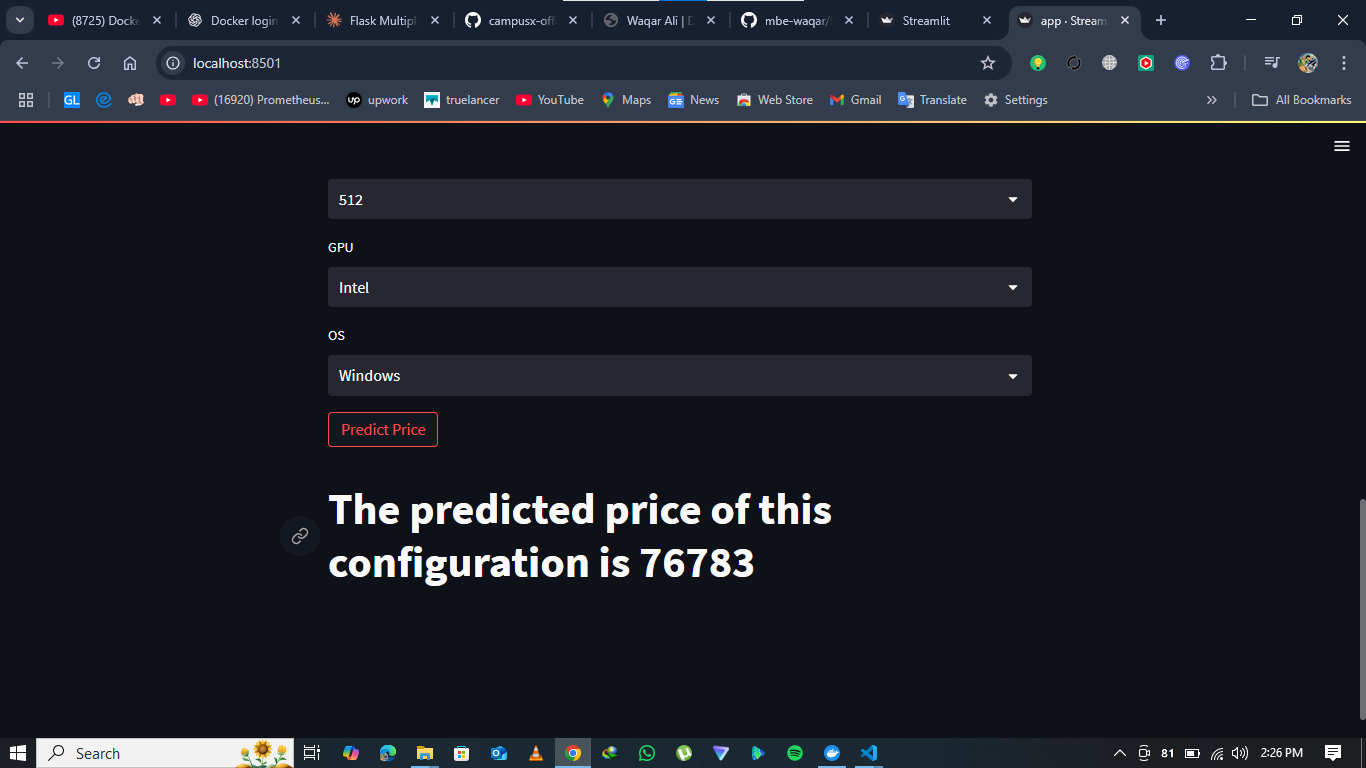 (8725) Docke
Docker login
Flask Multipl
campusx-off
Waqar Ali | D
mbe-waqar/
Streamlit
app · Stream
localhost:8501
GL
(16920) Prometheus...
up
upwork
truelancer
YouTube
Maps
News
Web Store
Gmail
Translate
Settings
All Bookmarks
512
GPU
Intel
OS
Windows
Predict Price
The predicted price of this
configuration is 76783
Search
81
2:26 PM